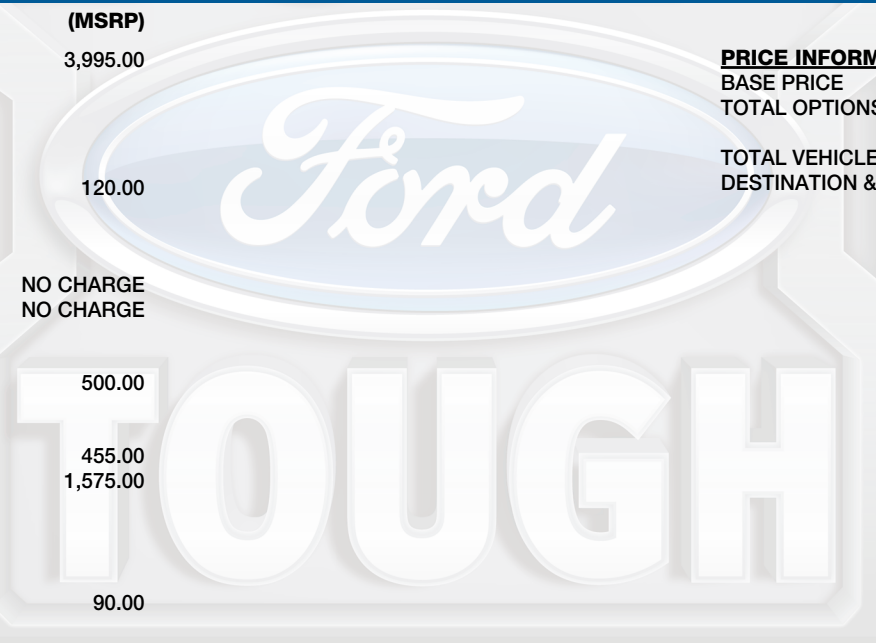 (MSRP)
3,995.00
120.00
NO CHARGE
NO CHARGE
500.00
455.00
1,575.00
90.00
PRICE INFORM
BASE PRICE
TOTAL OPTIONS
TOTAL VEHICLE
DESTINATION &
Ford
TOUGH